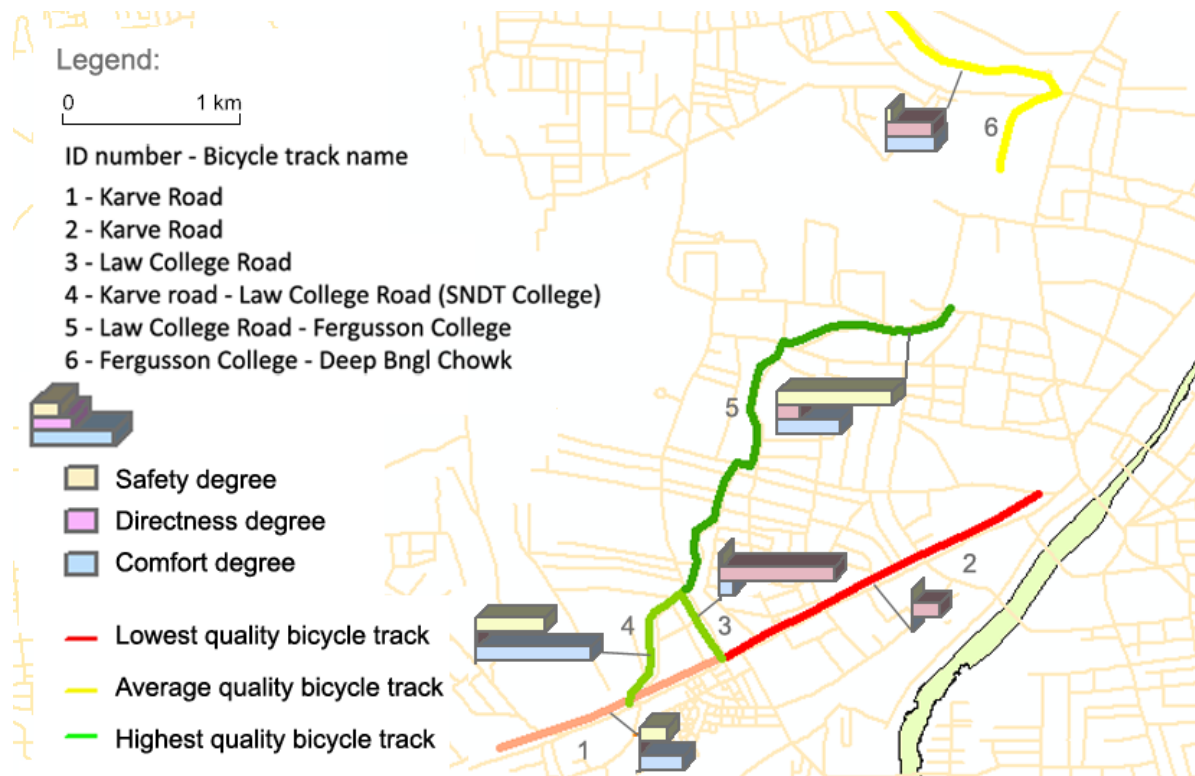 Legend:
0 1 km
ID number - Bicycle track name
1 - Karve Road
2 - Karve Road
3 - Law College Road
4 - Karve road - Law College Road (SNDT College)
5 - Law College Road - Fergusson College
6 - Fergusson College - Deep Bngl Chowk
Safety degree
Directness degree
Comfort degree
Lowest quality bicycle track
Average quality bicycle track
Highest quality bicycle track
6
5
2
4
3
1